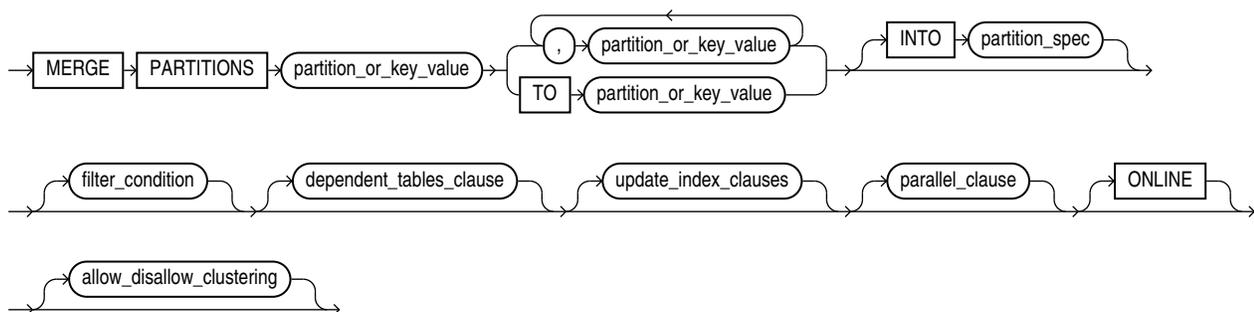 , partition_or_key_value INTO partition_spec
MERGE PARTITIONS partition_or_key_value
TO partition_or_key_value
filter_condition dependent_tables_clause update_index_clauses parallel_clause ONLINE
allow_disallow_clustering